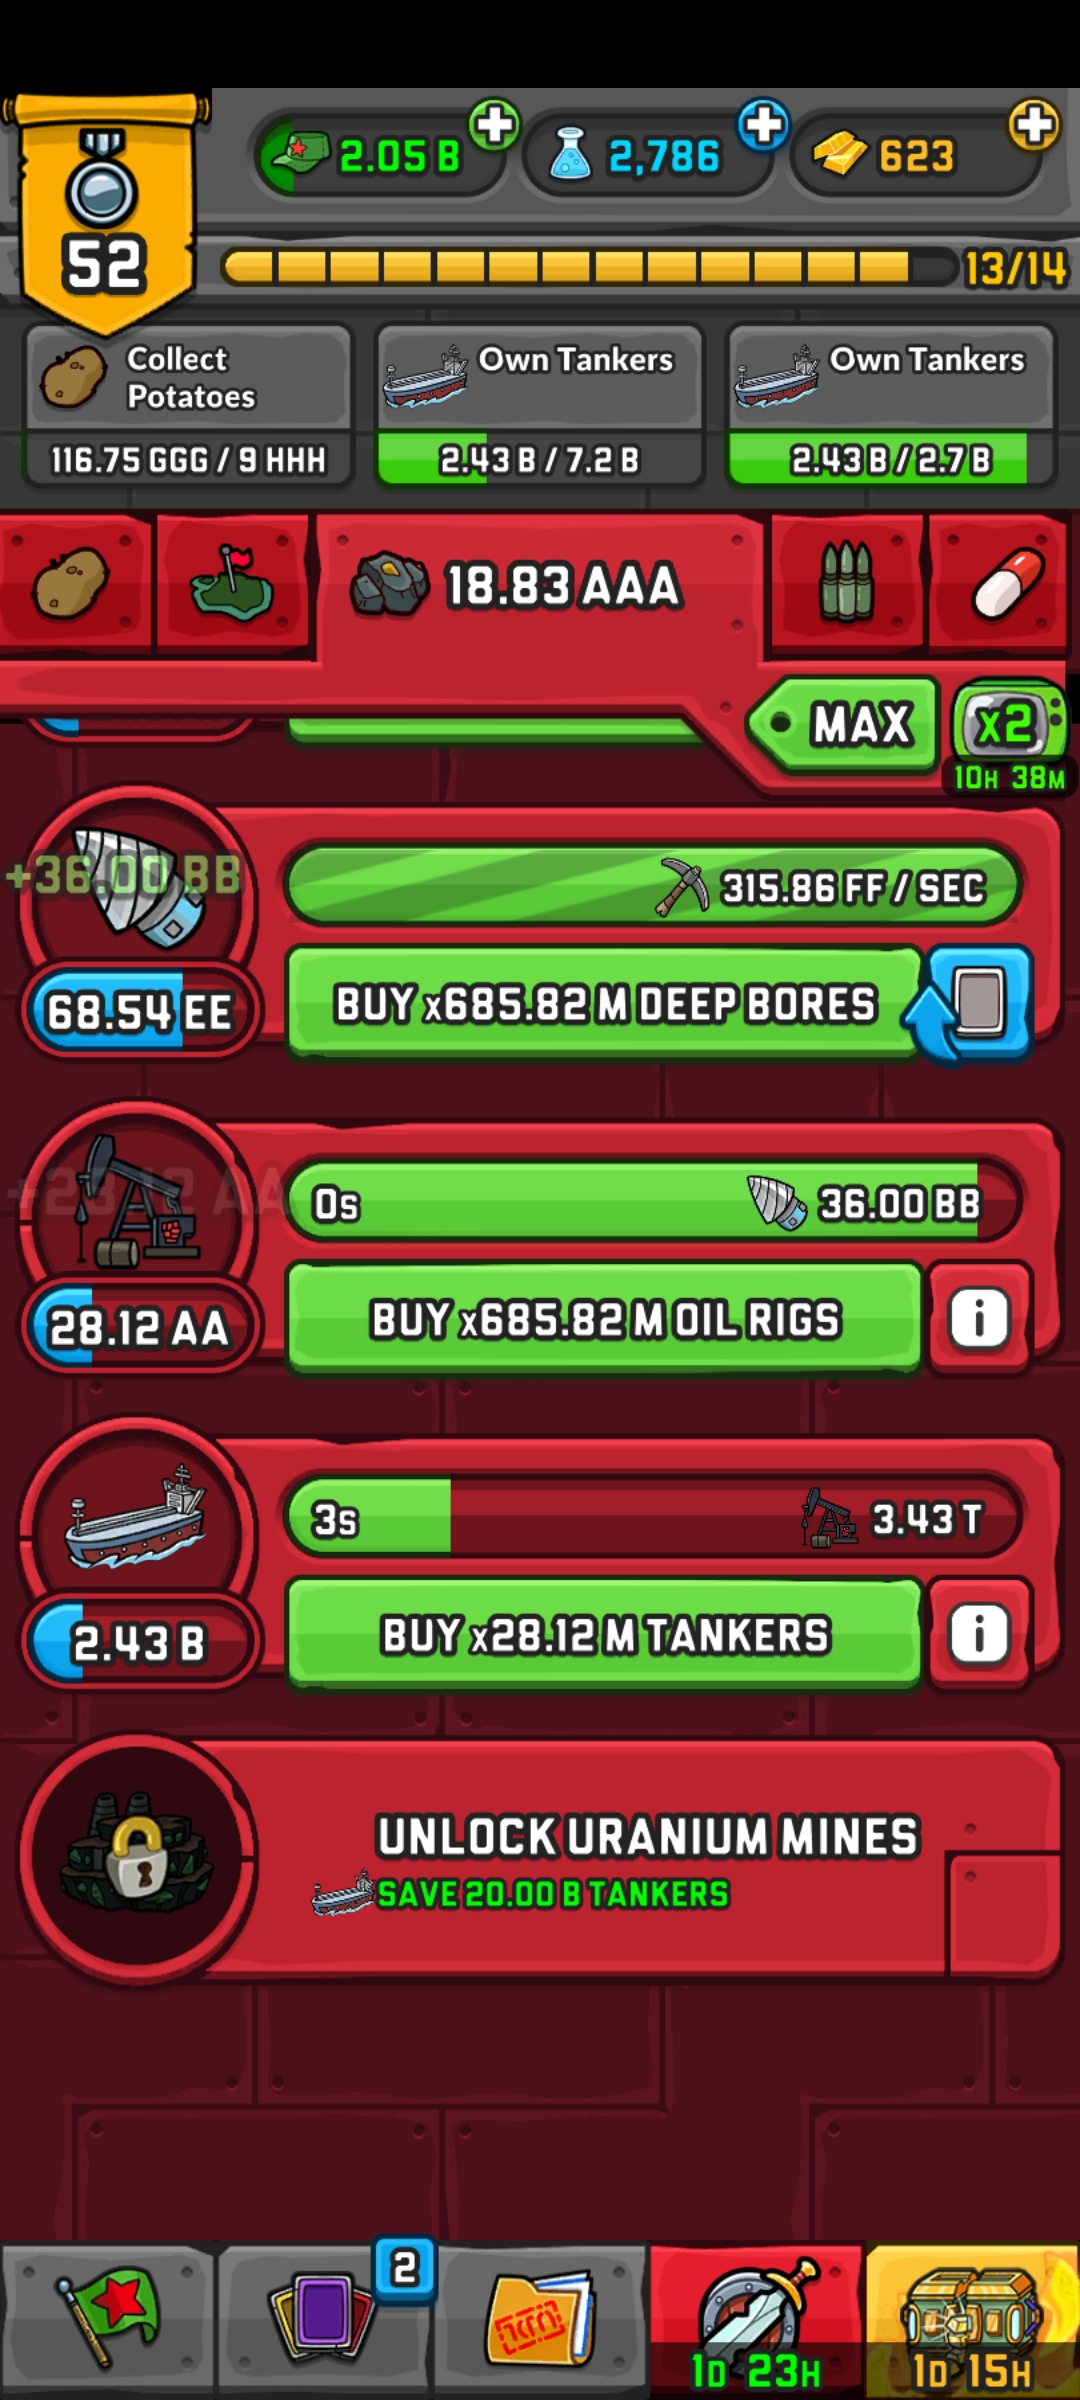 2.05 B
2,786
623
52
13/14
Collect
Potatoes
116.75 GGG / 9 HHH
Own Tankers
2.43 B / 7.2 B
Own Tankers
2.43 B / 2.7 B
18.83 AAA
MAX
x2
10H 38M
+36.00 BB
315.86 FF / SEC
68.54 EE
BUY x685.82 M DEEP BORES
0s
36.00 BB
28.12 AA
BUY x685.82 M OIL RIGS
i
3s
3.43 T
2.43 B
BUY x28.12 M TANKERS
i
UNLOCK URANIUM MINES
SAVE 20.00 B TANKERS
2
1D 23H
1D 15H